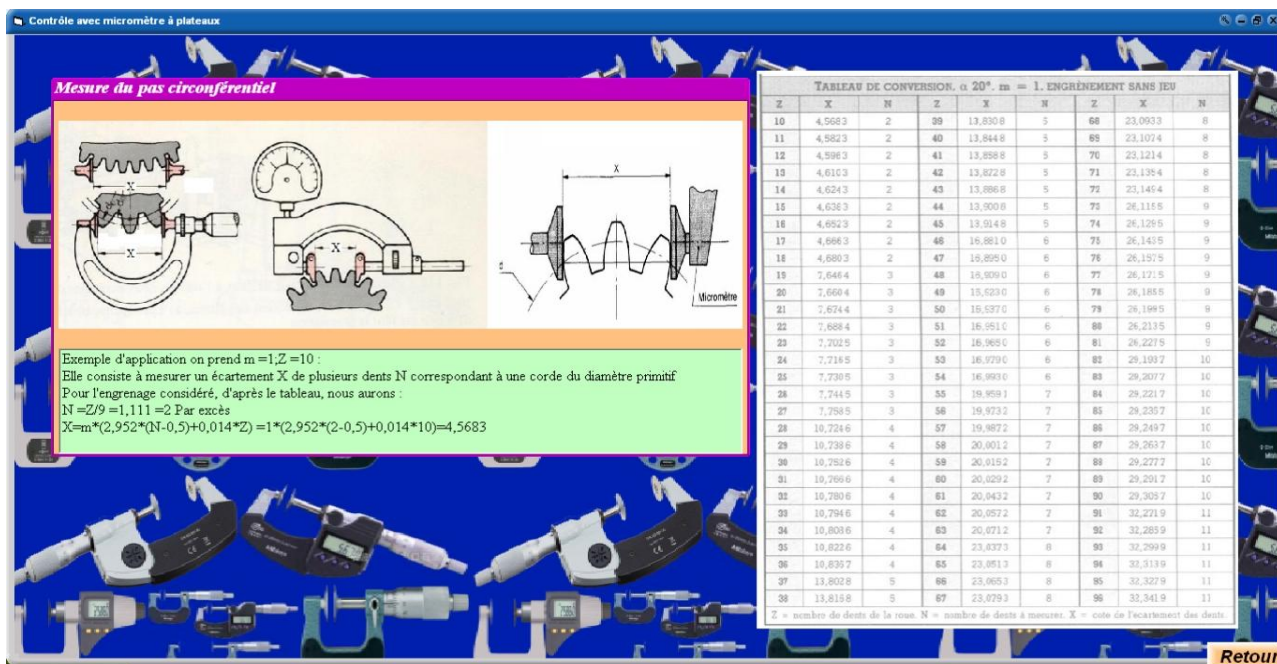 Contrôle avec micromètre à plateaux
Mesure du pas circonférentiel
X
X
X
X
d
Micromètre
Exemple d'application on prend m =1;Z =10 :
Elle consiste à mesurer un écartement X de plusieurs dents N correspondant à une corde du diamètre primitif
Pour l'engrenage considéré, d'après le tableau, nous aurons :
N =Z/9 =1,111 =2 Par excès
X=m*(2,952*(N-0,5)+0,014*Z) =1*(2,952*(2-0,5)+0,014*10)=4,5683
TABLEAU DE CONVERSION. α 20°. m = 1. ENGRÈNEMENT SANS JEU
Z X N Z X N Z X N
10 4,5683 2 39 13,8308 5 68 23,0933 8
11 4,5823 2 40 13,8448 5 69 23,1074 8
12 4,5963 2 41 13,8588 5 70 23,1214 8
13 4,6103 2 42 13,8728 5 71 23,1354 8
14 4,6243 2 43 13,8868 5 72 23,1494 8
15 4,6383 2 44 13,9008 5 73 26,1155 9
16 4,6523 2 45 13,9148 5 74 26,1295 9
17 4,6663 2 46 16,8810 6 75 26,1435 9
18 4,6803 2 47 16,8950 6 76 26,1575 9
19 7,6464 3 48 16,9090 6 77 26,1715 9
20 7,6604 3 49 16,9230 6 78 26,1855 9
21 7,6744 3 50 16,9370 6 79 26,1995 9
22 7,6884 3 51 16,9510 6 80 26,2135 9
23 7,7025 3 52 16,9650 6 81 26,2275 9
24 7,7165 3 53 16,9790 6 82 29,1937 10
25 7,7305 3 54 16,9930 6 83 29,2077 10
26 7,7445 3 55 19,9591 7 84 29,2217 10
27 7,7585 3 56 19,9732 7 85 29,2357 10
28 10,7246 4 57 19,9872 7 86 29,2497 10
29 10,7386 4 58 20,0012 7 87 29,2637 10
30 10,7526 4 59 20,0152 7 88 29,2777 10
31 10,7666 4 60 20,0292 7 89 29,2917 10
32 10,7806 4 61 20,0432 7 90 29,3057 10
33 10,7946 4 62 20,0572 7 91 32,2719 11
34 10,8086 4 63 20,0712 7 92 32,2859 11
35 10,8226 4 64 23,0373 8 93 32,2999 11
36 10,8367 4 65 23,0513 8 94 32,3139 11
37 13,8028 5 66 23,0653 8 95 32,3279 11
38 13,8168 5 67 23,0793 8 96 32,3419 11
Z = nombre de dents de la roue. N = nombre de dents à mesurer. X = cote de l'écartement des dents.
Retour